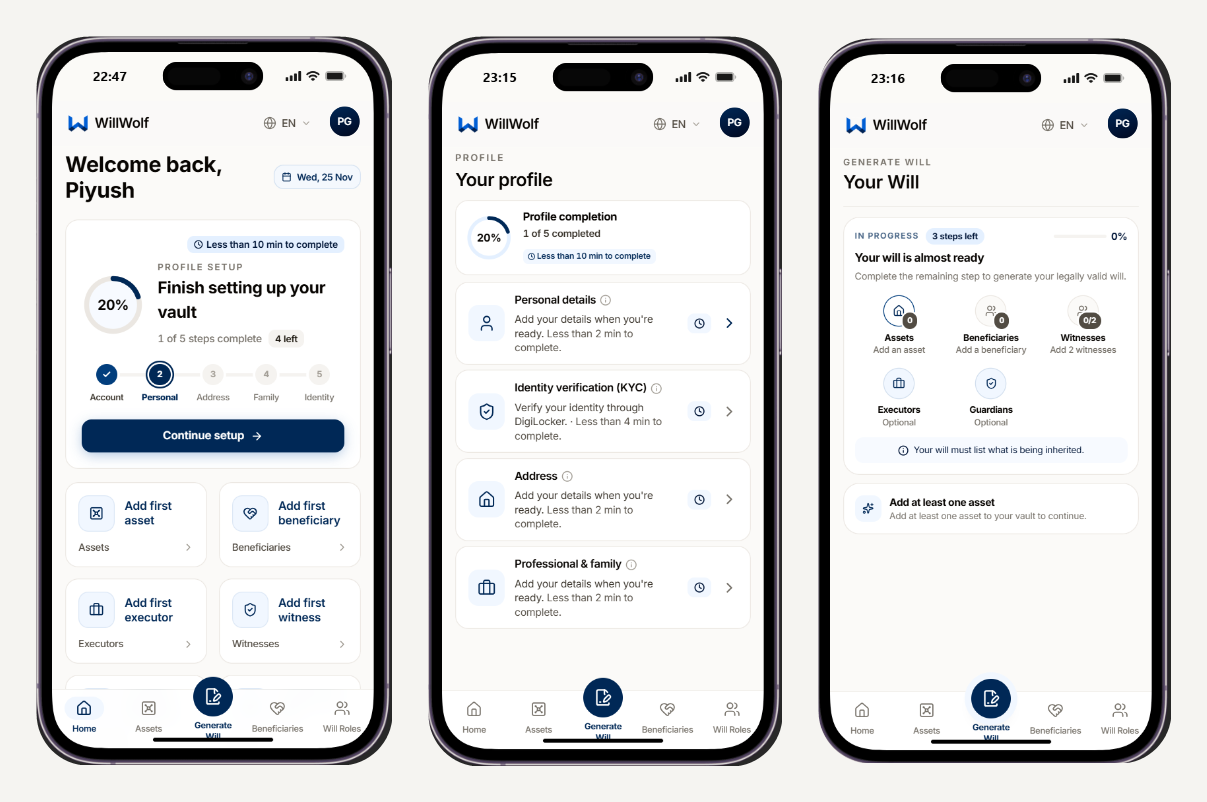 22:47
WillWolf
EN
PG
Welcome back,
Piyush
Wed, 25 Nov
Less than 10 min to complete
PROFILE SETUP
20%
Finish setting up your
vault
1 of 5 steps complete
4 left
2
3
4
5
Account
Personal
Address
Family
Identity
Continue setup →
Add first
asset
Assets
Add first
beneficiary
Beneficiaries
Add first
executor
Executors
Add first
witness
Witnesses
Home
Assets
Generate
Will
Beneficiaries
Will Roles
23:15
WillWolf
EN
PG
PROFILE
Your profile
20%
Profile completion
1 of 5 completed
Less than 10 min to complete
Personal details
Add your details when you're
ready. Less than 2 min to
complete.
Identity verification (KYC)
Verify your identity through
DigiLocker. · Less than 4 min to
complete.
Address
Add your details when you're
ready. Less than 2 min to
complete.
Professional & family
Add your details when you're
ready. Less than 2 min to
complete.
Home
Assets
Generate
Will
Beneficiaries
Will Roles
23:16
WillWolf
EN
PG
GENERATE WILL
Your Will
IN PROGRESS
3 steps left
0%
Your will is almost ready
Complete the remaining step to generate your legally valid will.
0
Assets
Add an asset
0
Beneficiaries
Add a beneficiary
0/2
Witnesses
Add 2 witnesses
Executors
Optional
Guardians
Optional
Your will must list what is being inherited.
Add at least one asset
Add at least one asset to your vault to continue.
Home
Assets
Generate
Will
Beneficiaries
Will Roles